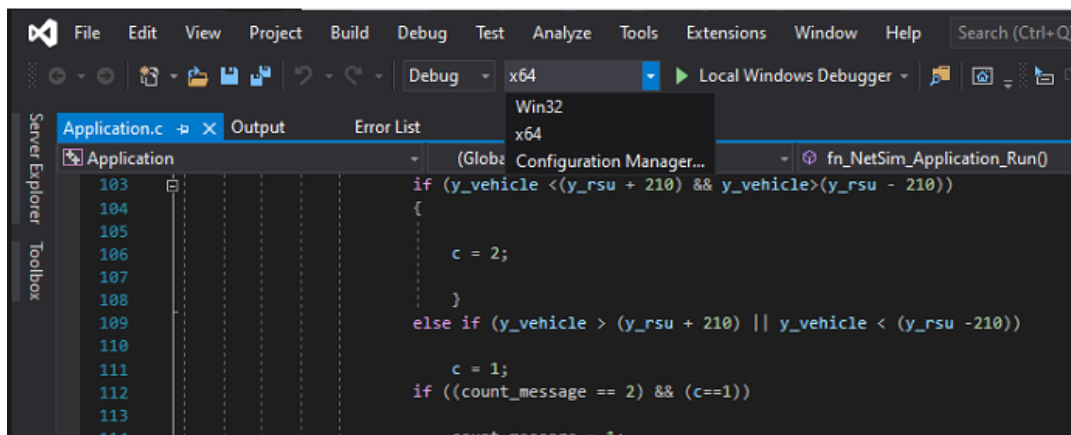 File Edit View Project Build Debug Test Analyze Tools Extensions Window Help Search (Ctrl+Q)
Debug x64 Local Windows Debugger
Win32
x64
Configuration Manager...
Server Explorer
Toolbox
Application.c Output Error List
Application (Globa fn_NetSim_Application_Run()
103 if (y_vehicle <(y_rsu + 210) && y_vehicle>(y_rsu - 210))
104 {
105
106 c = 2;
107
108 }
109 else if (y_vehicle > (y_rsu + 210) || y_vehicle < (y_rsu -210))
110
111 c = 1;
112 if ((count_message == 2) && (c==1))
113